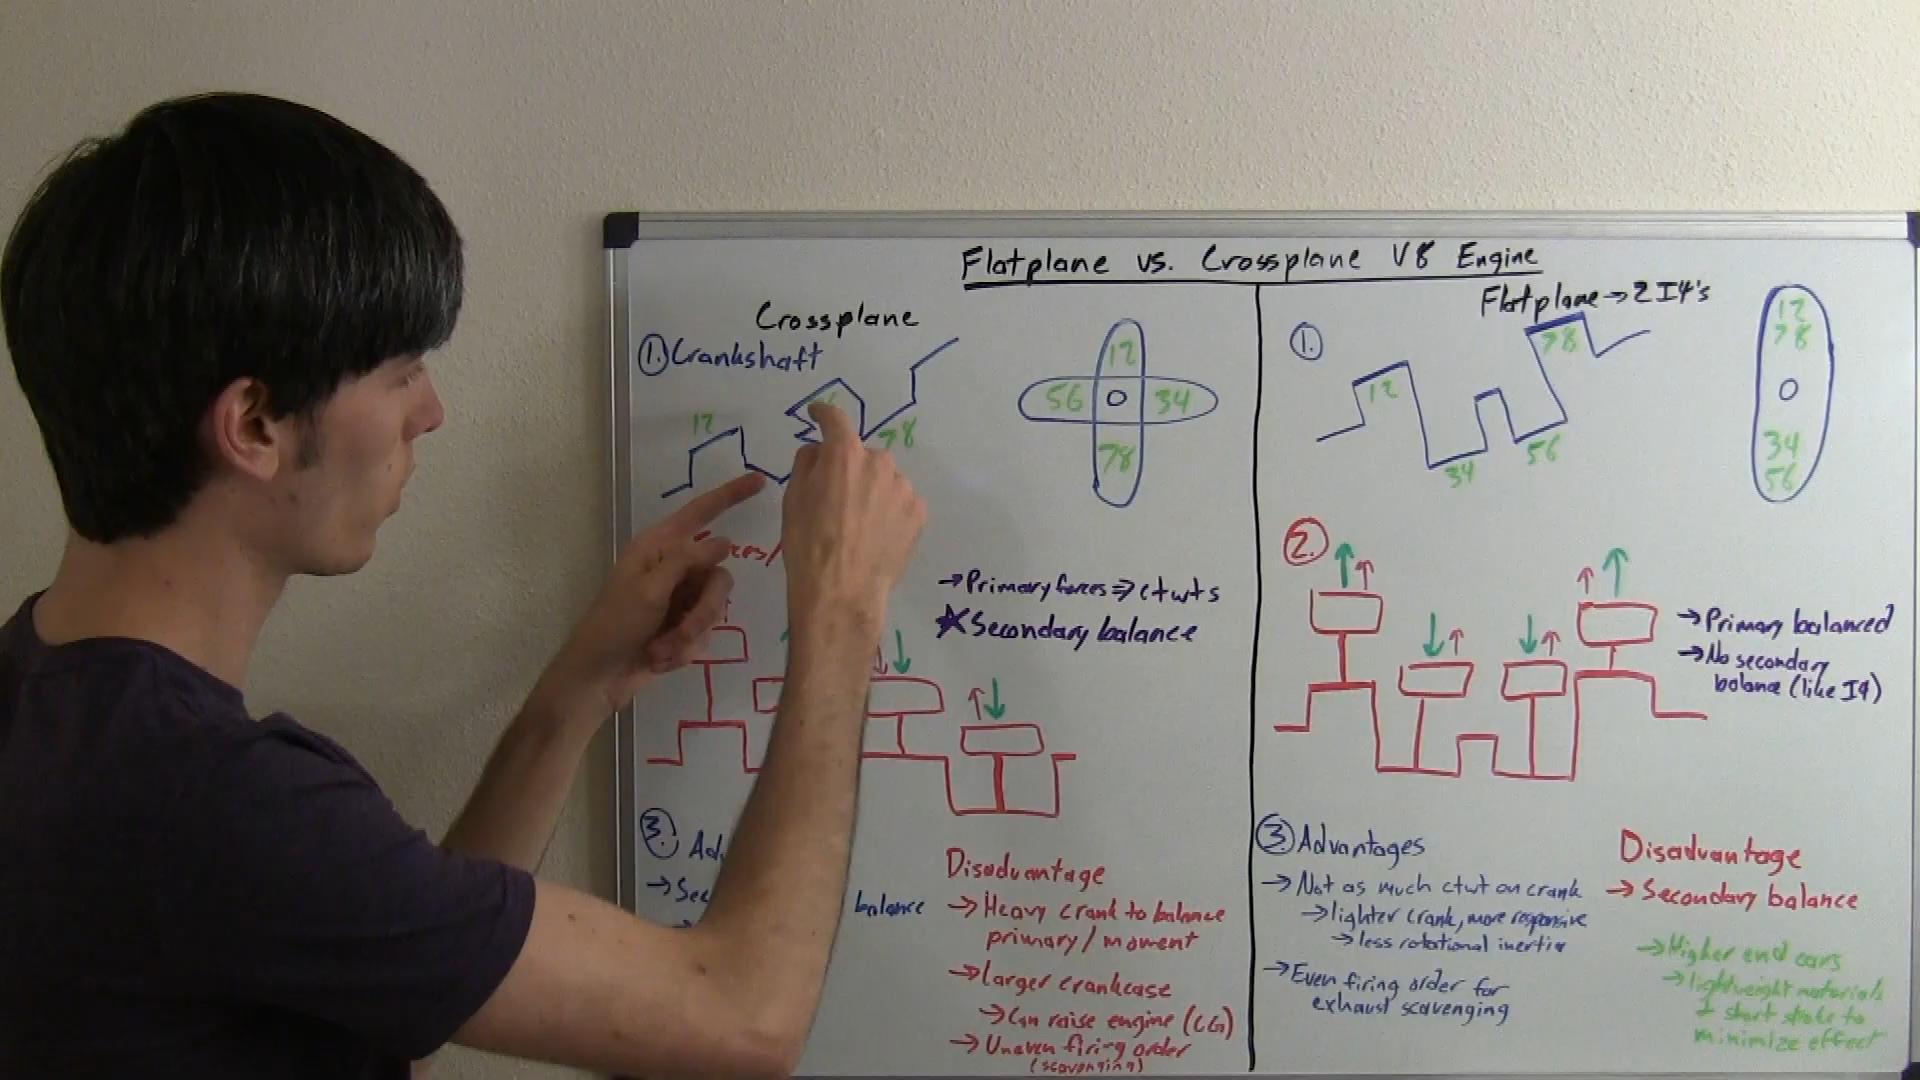 Flatplane vs. Crossplane V8 Engine
Crossplane
1. Crankshaft
12
78
12
56
34
78
→ Primary forces ⇒ ctwts
★ Secondary balance
3.
balance
Disadvantage
→ Heavy crank to balance
primary/moment
→ larger crankcase
→ Can raise engine (CG)
→ Uneven firing order
(scavenging)
Flatplane → 2 I4's
1.
12
34
56
78
12
78
34
56
2.
→ Primary balanced
→ No secondary
balance (like I4)
3. Advantages
→ Not as much ctwt on crank
→ lighter crank, more responsive
→ less rotational inertia
→ Even firing order for
exhaust scavenging
Disadvantage
→ Secondary balance
→ Higher end cars
→ lightweight materials
+ short stroke to
minimize effect